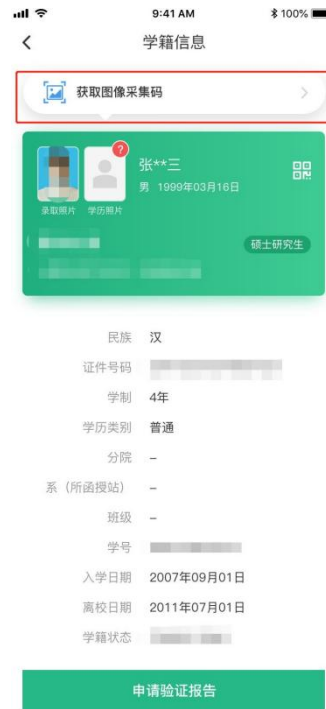 9:41 AM
100%
学籍信息
获取图像采集码
?
张**三
男 1999年03月16日
录取照片 学历照片
硕士研究生
民族 汉
证件号码
学制 4年
学历类别 普通
分院 –
系（所函授站） –
班级 –
学号
入学日期 2007年09月01日
离校日期 2011年07月01日
学籍状态
申请验证报告